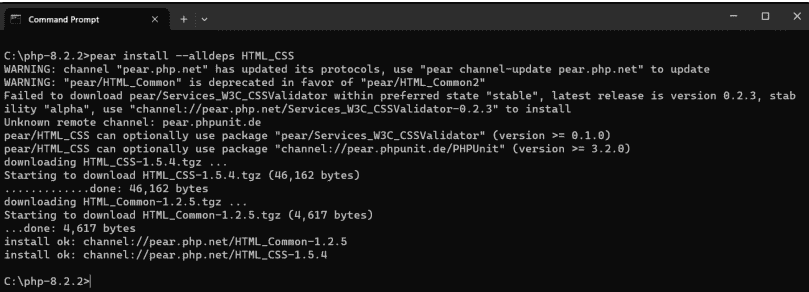 Command Prompt
C:\php-8.2.2>pear install --alldeps HTML_CSS
WARNING: channel "pear.php.net" has updated its protocols, use "pear channel-update pear.php.net" to update
WARNING: "pear/HTML_Common" is deprecated in favor of "pear/HTML_Common2"
Failed to download pear/Services_W3C_CSSValidator within preferred state "stable", latest release is version 0.2.3, stab
ility "alpha", use "channel://pear.php.net/Services_W3C_CSSValidator-0.2.3" to install
Unknown remote channel: pear.phpunit.de
pear/HTML_CSS can optionally use package "pear/Services_W3C_CSSValidator" (version >= 0.1.0)
pear/HTML_CSS can optionally use package "channel://pear.phpunit.de/PHPUnit" (version >= 3.2.0)
downloading HTML_CSS-1.5.4.tgz ...
Starting to download HTML_CSS-1.5.4.tgz (46,162 bytes)
.............done: 46,162 bytes
downloading HTML_Common-1.2.5.tgz ...
Starting to download HTML_Common-1.2.5.tgz (4,617 bytes)
...done: 4,617 bytes
install ok: channel://pear.php.net/HTML_Common-1.2.5
install ok: channel://pear.php.net/HTML_CSS-1.5.4
C:\php-8.2.2>